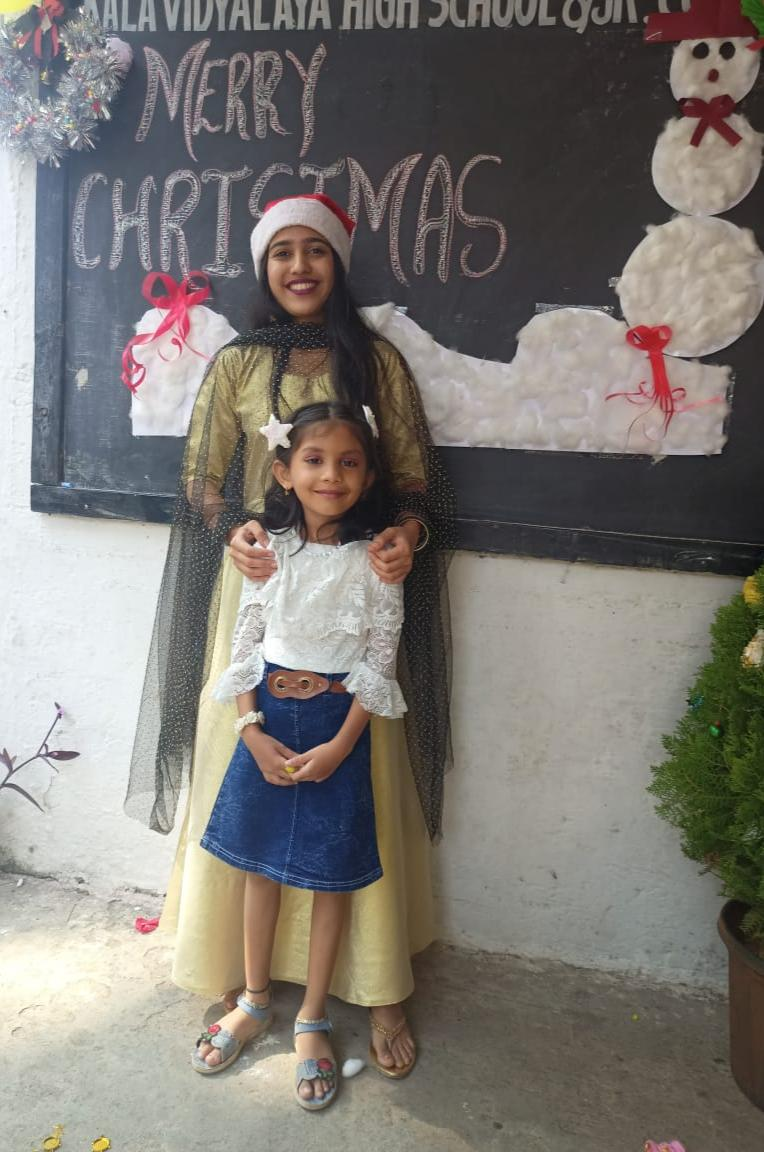 KALA VIDYALAYA HIGH SCHOOL & JR.
MERRY
CHRISTMAS